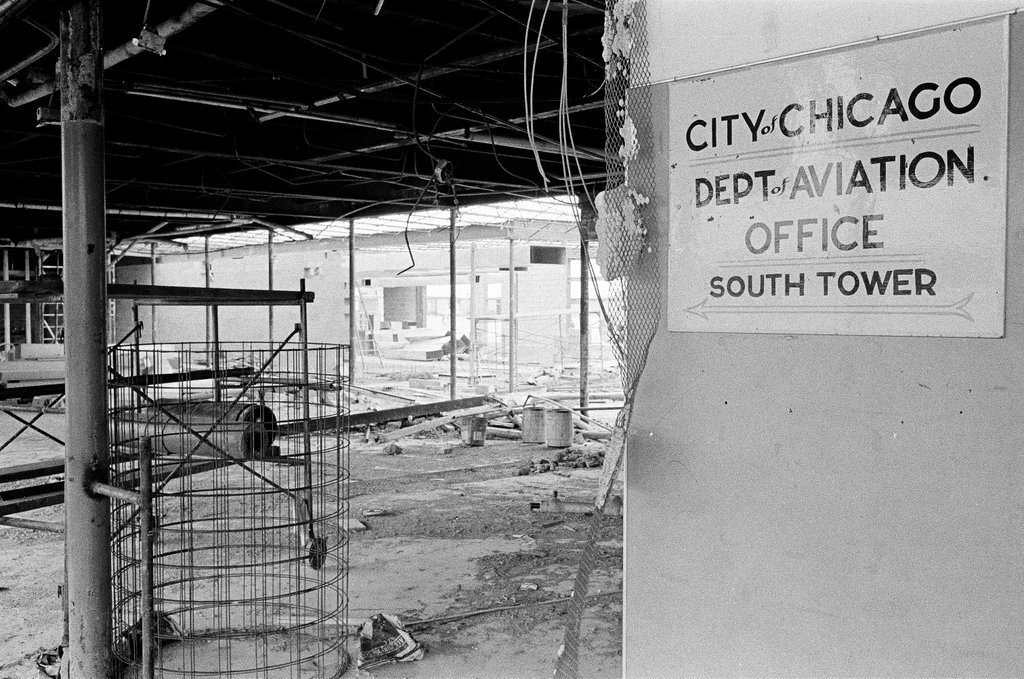 CITY of CHICAGO
DEPT of AVIATION.
OFFICE
SOUTH TOWER